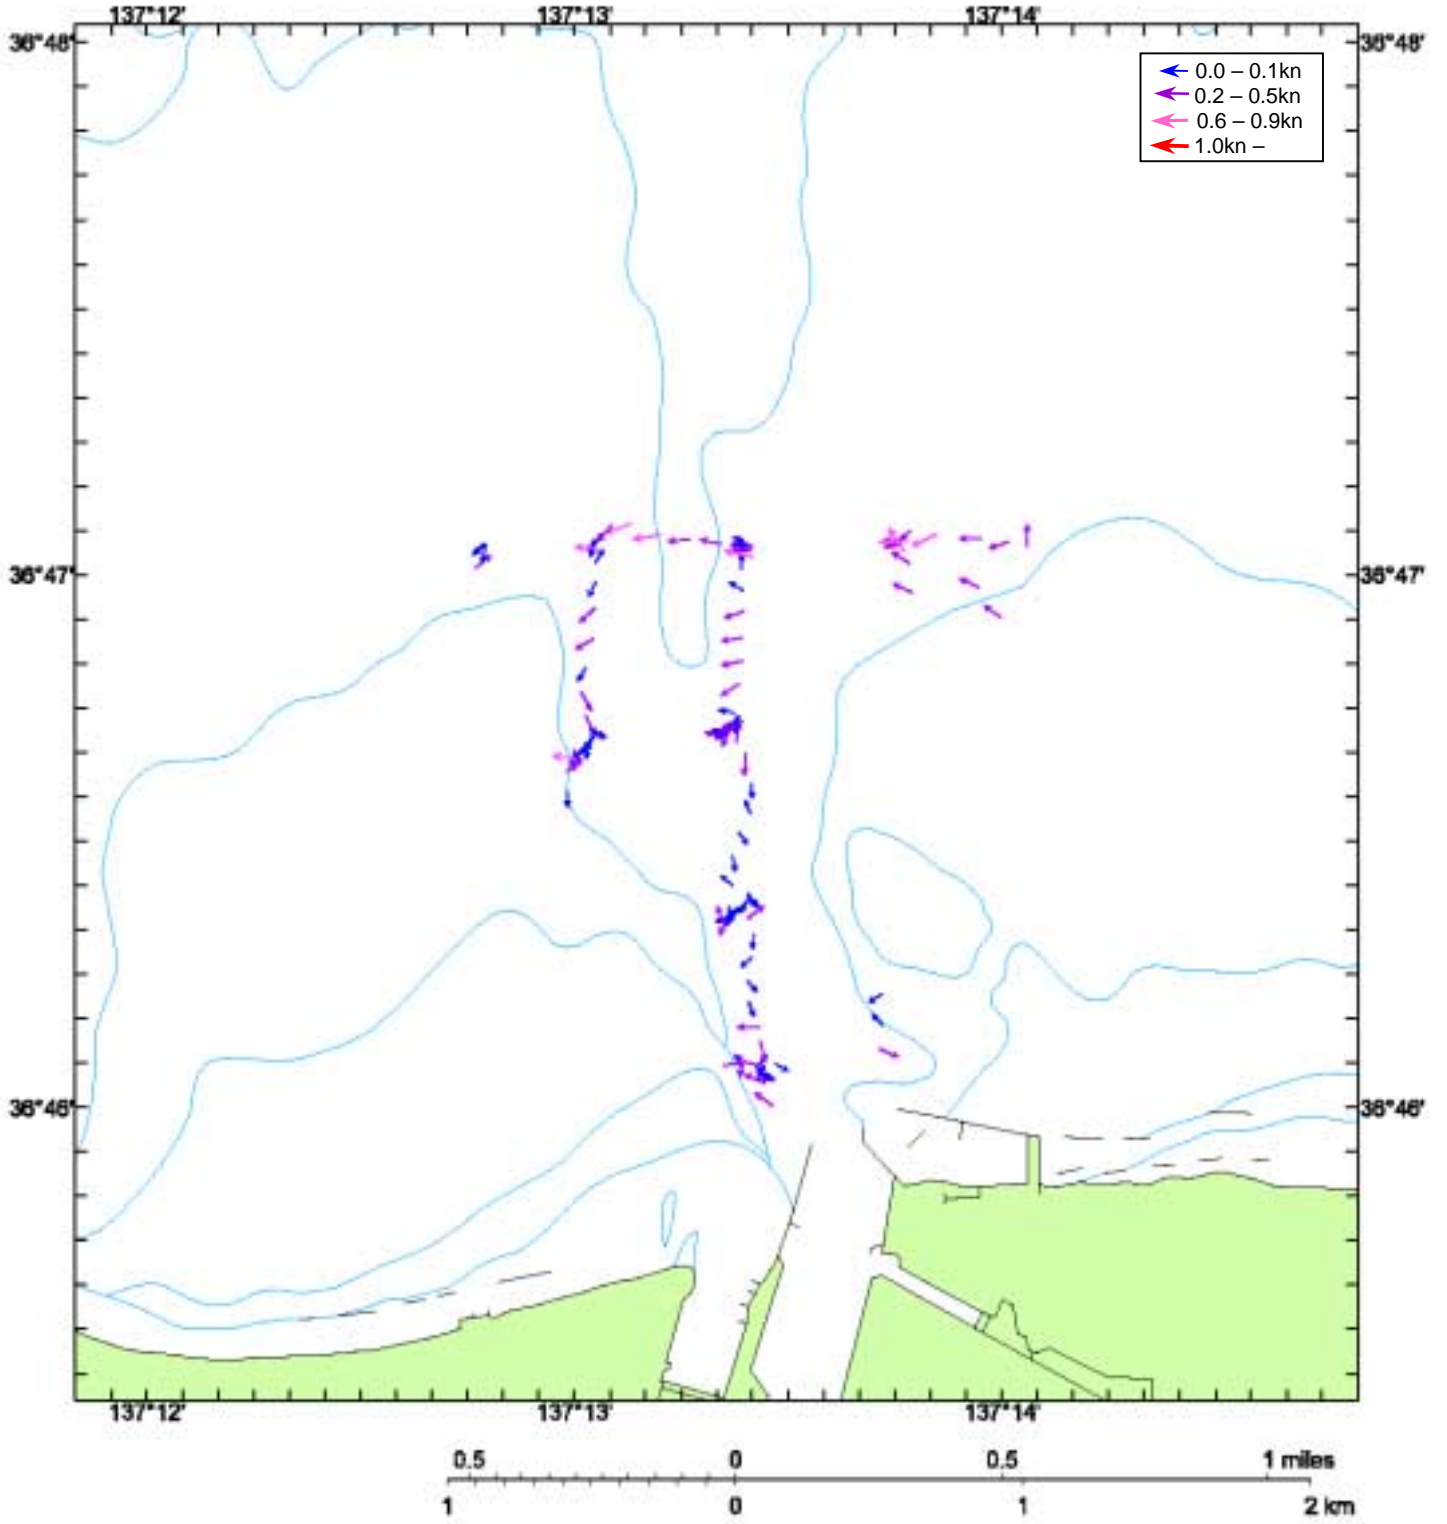 137°12' 137°13' 137°14'
36°48' 36°48'
0.0 – 0.1kn
0.2 – 0.5kn
0.6 – 0.9kn
1.0kn –
36°47' 36°47'
36°46' 36°46'
137°12' 137°13' 137°14'
0.5 0 0.5 1 miles
1 0 1 2 km